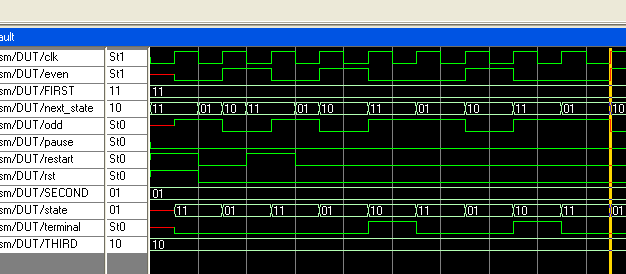 ault
sm/DUT/clk St1
sm/DUT/even St1
sm/DUT/FIRST 11 11
sm/DUT/next_state 10 11 01 10 11 01 10 11 01 10 11 01 10
sm/DUT/odd St0
sm/DUT/pause St0
sm/DUT/restart St0
sm/DUT/rst St0
sm/DUT/SECOND 01 01
sm/DUT/state 01 11 01 11 01 10 11 01 10 11 01
sm/DUT/terminal St0
sm/DUT/THIRD 10 10